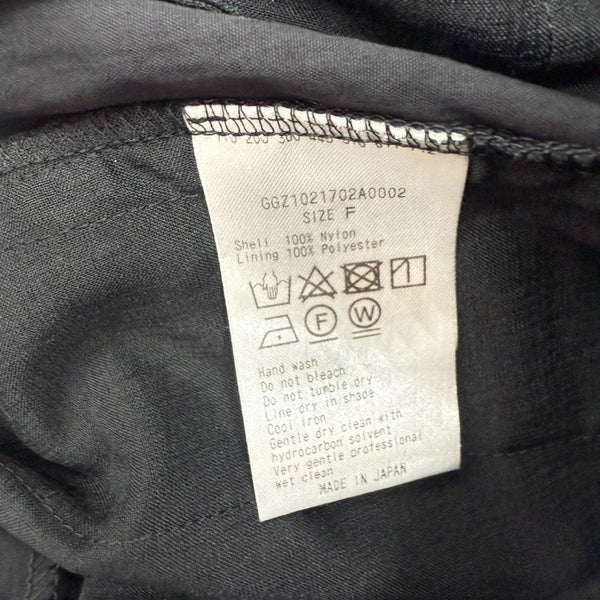 GGZ1021702A0002
SIZE F
Shell 100% Nylon
Lining 100% Polyester
F W
Hand wash
Do not bleach
Do not tumble dry
Line dry in shade
Cool iron
Gentle dry clean with
hydrocarbon solvent
Very gentle professional
wet clean
MADE IN JAPAN